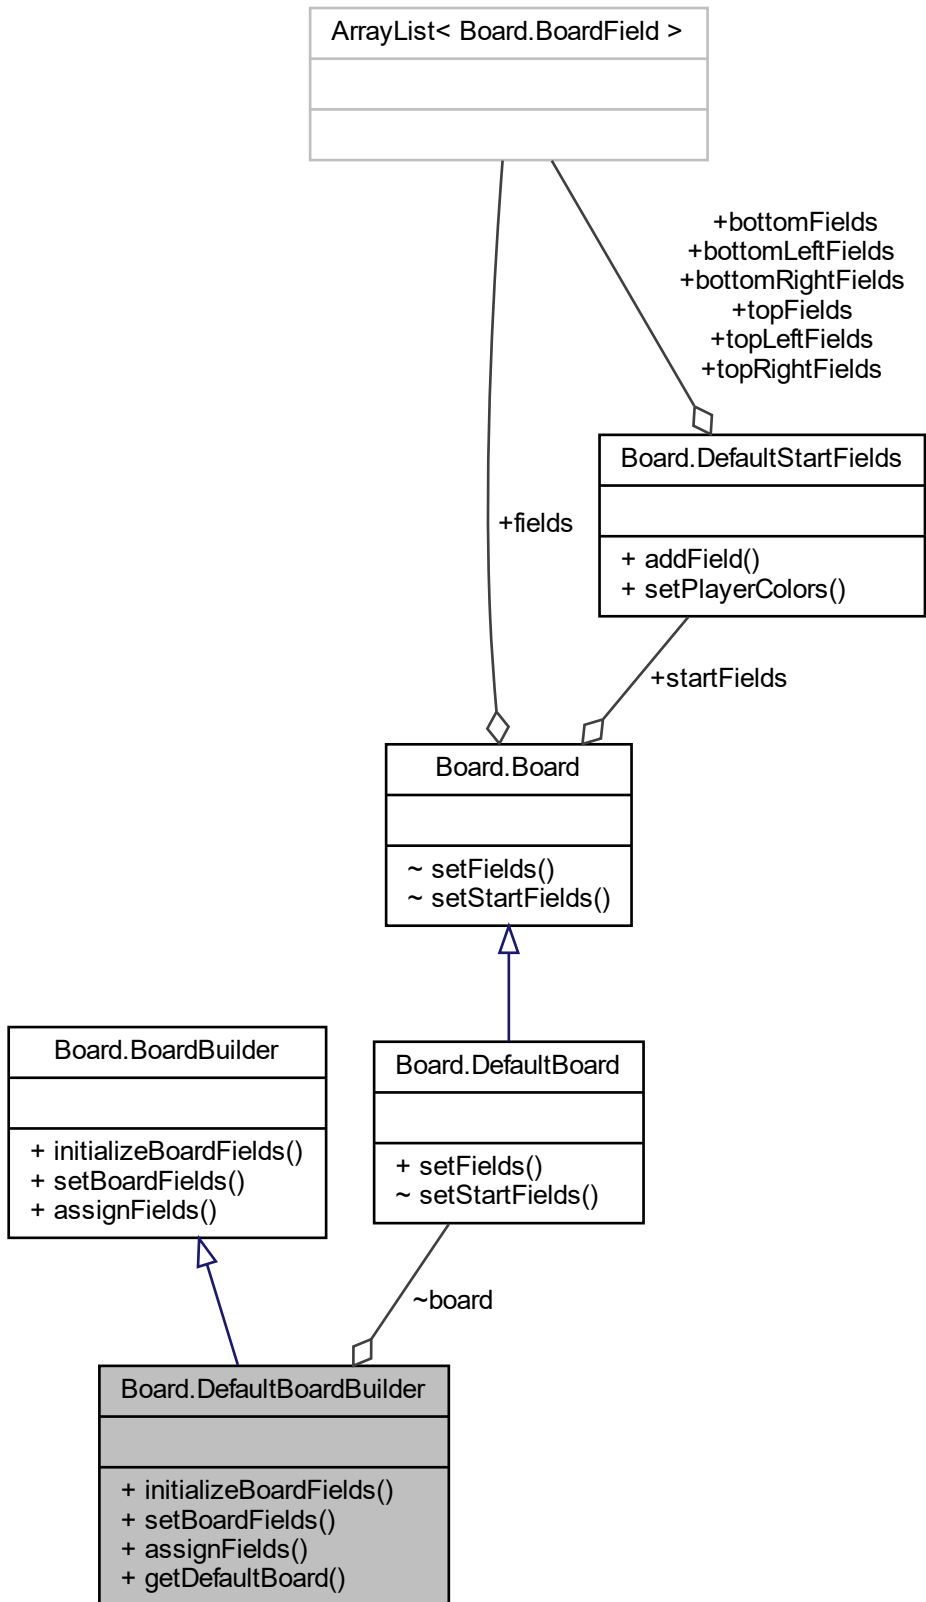 ArrayList< Board.BoardField >
+bottomFields
+bottomLeftFields
+bottomRightFields
+topFields
+topLeftFields
+topRightFields
+fields
Board.DefaultStartFields
+ addField()
+ setPlayerColors()
+startFields
Board.Board
~ setFields()
~ setStartFields()
Board.BoardBuilder
+ initializeBoardFields()
+ setBoardFields()
+ assignFields()
Board.DefaultBoard
+ setFields()
~ setStartFields()
~board
Board.DefaultBoardBuilder
+ initializeBoardFields()
+ setBoardFields()
+ assignFields()
+ getDefaultBoard()